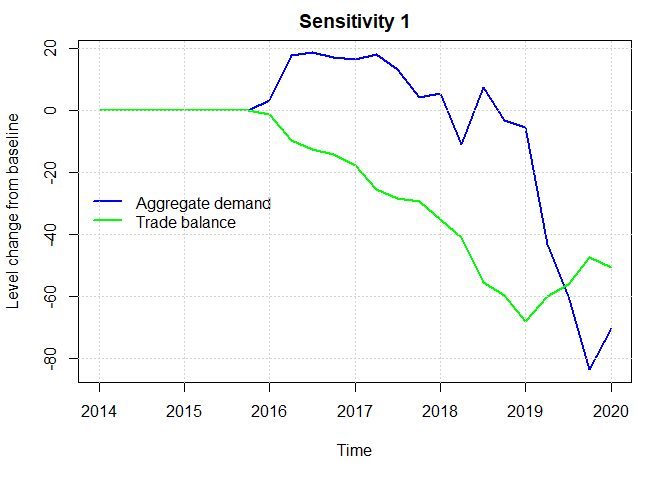 Sensitivity 1
Level change from baseline
20
0
-20
-40
-60
-80
Aggregate demand
Trade balance
2014 2015 2016 2017 2018 2019 2020
Time